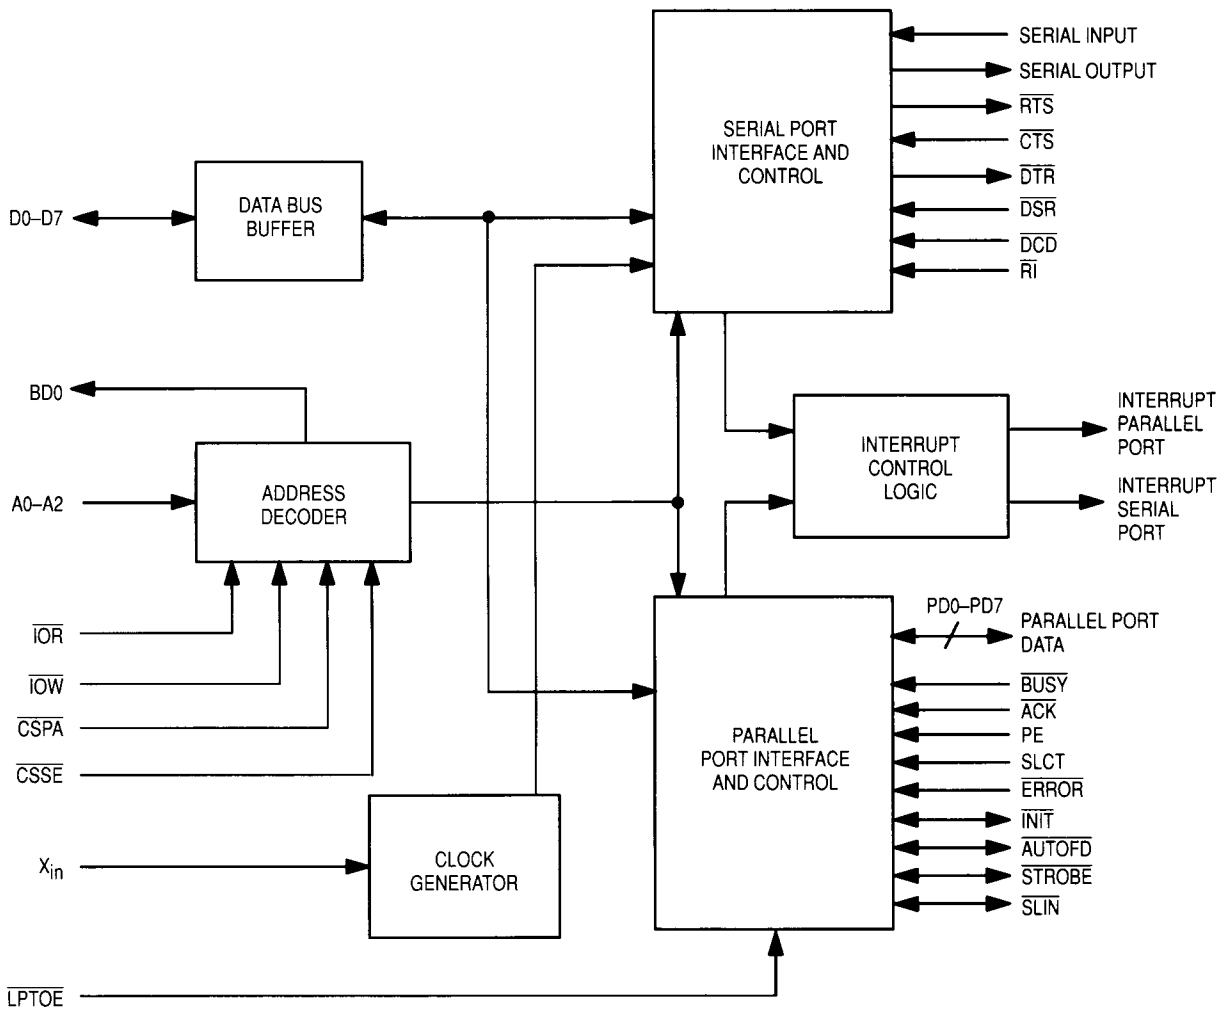 SERIAL INPUT
SERIAL OUTPUT
RTS
CTS
DTR
DSR
DCD
RI
SERIAL PORT
INTERFACE AND
CONTROL
D0–D7
DATA BUS
BUFFER
BD0
A0–A2
ADDRESS
DECODER
INTERRUPT
CONTROL
LOGIC
INTERRUPT
PARALLEL
PORT
INTERRUPT
SERIAL
PORT
IOR
IOW
CSPA
CSSE
PD0–PD7
PARALLEL PORT
DATA
BUSY
ACK
PE
SLCT
ERROR
INIT
AUTOFD
STROBE
SLIN
PARALLEL
PORT INTERFACE
AND CONTROL
Xin
CLOCK
GENERATOR
LPTOE